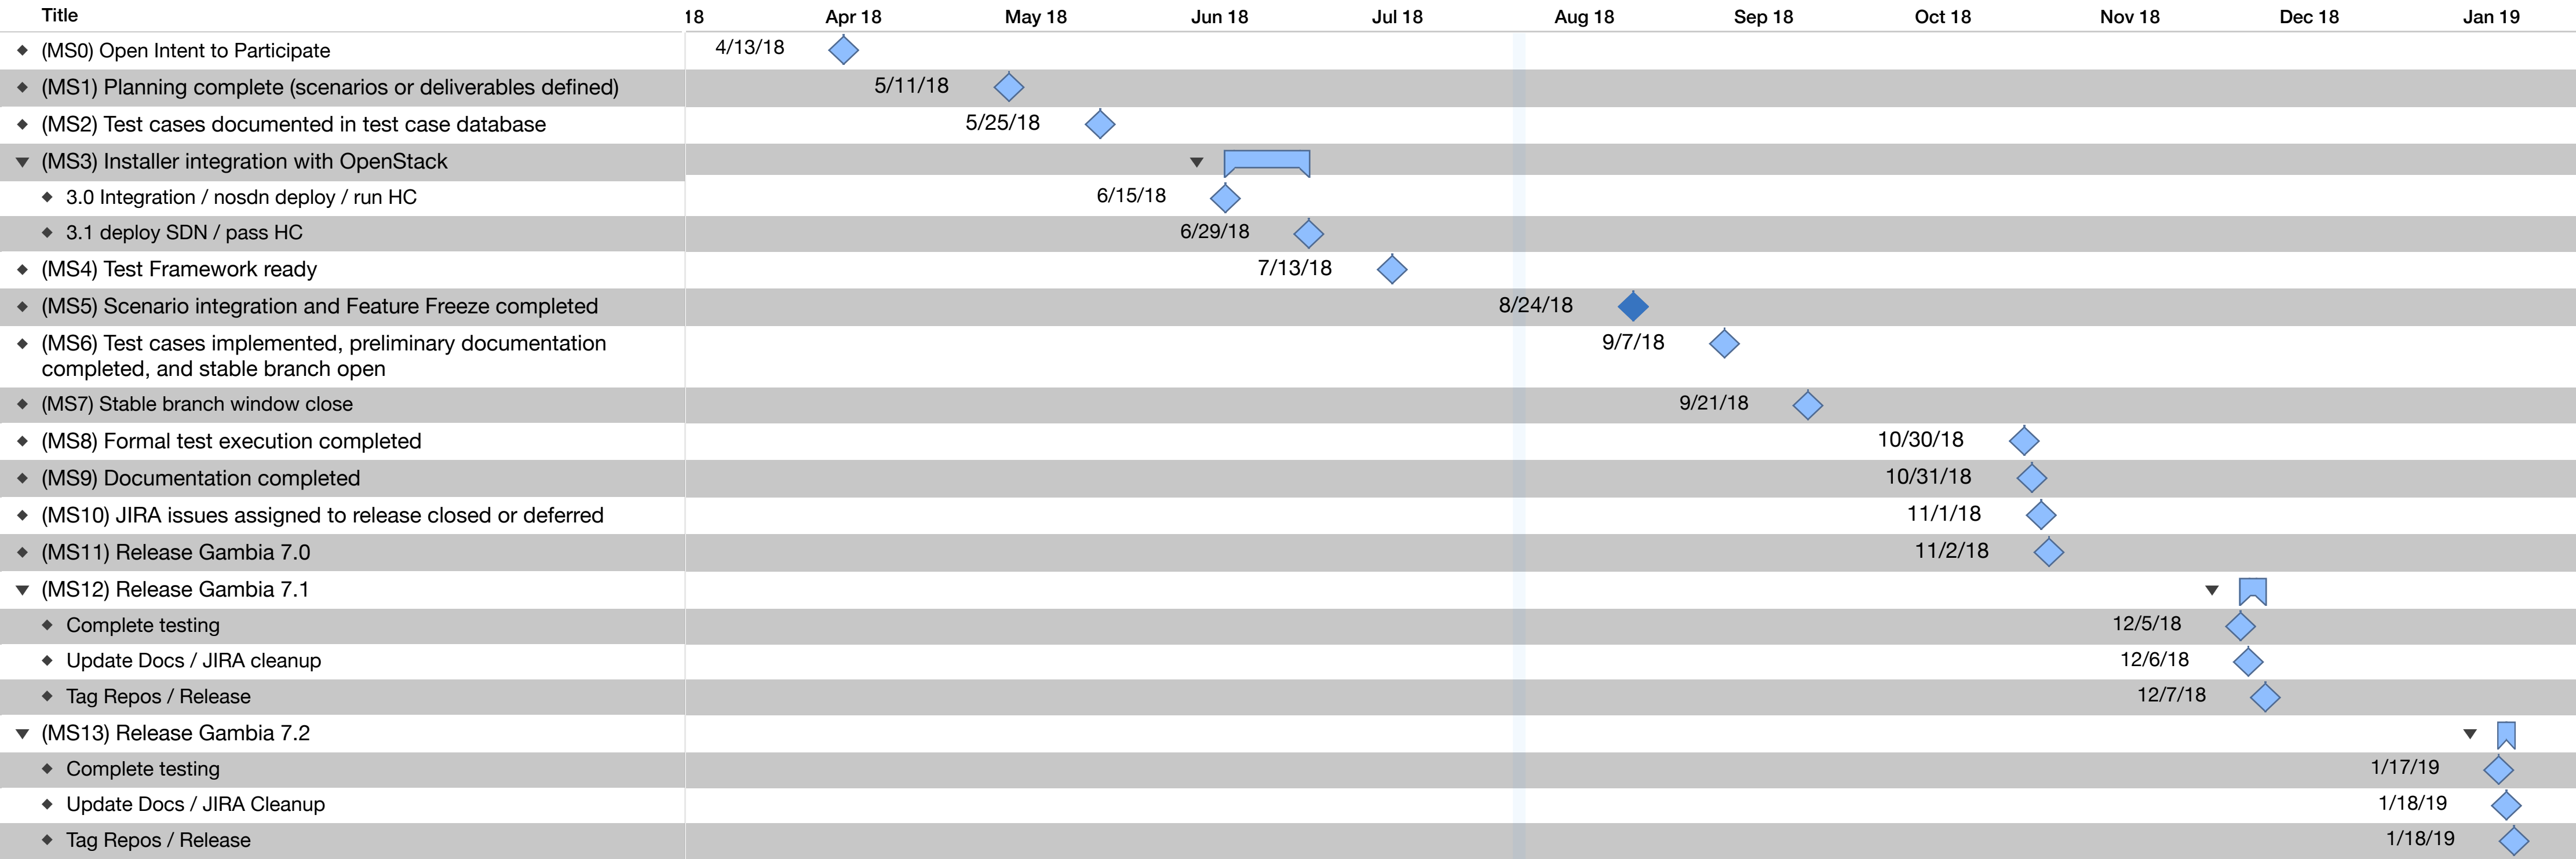 Title 18 Apr 18 May 18 Jun 18 Jul 18 Aug 18 Sep 18 Oct 18 Nov 18 Dec 18 Jan 19
(MS0) Open Intent to Participate 4/13/18
(MS1) Planning complete (scenarios or deliverables defined) 5/11/18
(MS2) Test cases documented in test case database 5/25/18
(MS3) Installer integration with OpenStack
3.0 Integration / nosdn deploy / run HC 6/15/18
3.1 deploy SDN / pass HC 6/29/18
(MS4) Test Framework ready 7/13/18
(MS5) Scenario integration and Feature Freeze completed 8/24/18
(MS6) Test cases implemented, preliminary documentation 9/7/18
completed, and stable branch open
(MS7) Stable branch window close 9/21/18
(MS8) Formal test execution completed 10/30/18
(MS9) Documentation completed 10/31/18
(MS10) JIRA issues assigned to release closed or deferred 11/1/18
(MS11) Release Gambia 7.0 11/2/18
(MS12) Release Gambia 7.1
Complete testing 12/5/18
Update Docs / JIRA cleanup 12/6/18
Tag Repos / Release 12/7/18
(MS13) Release Gambia 7.2
Complete testing 1/17/19
Update Docs / JIRA Cleanup 1/18/19
Tag Repos / Release 1/18/19